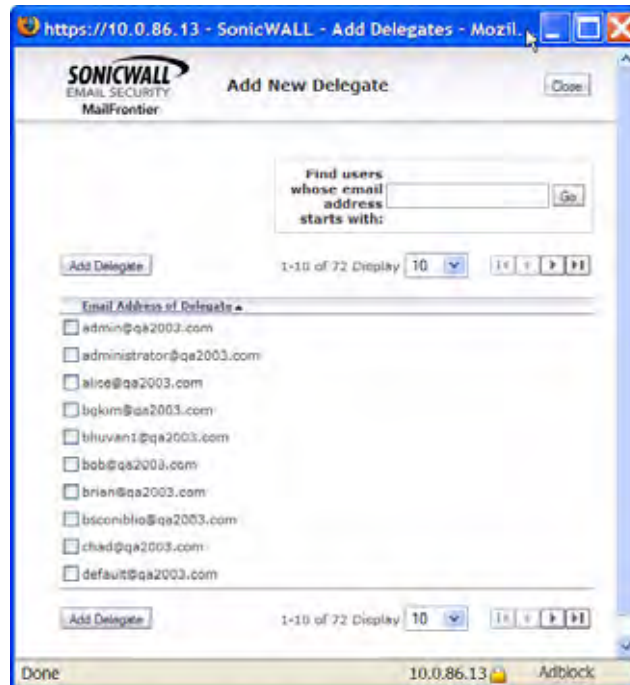 https://10.0.86.13 - SonicWALL - Add Delegates - Mozil...
SONICWALL
EMAIL SECURITY
MailFrontier
Add New Delegate
Close
Find users
whose email
address
starts with:
Go
Add Delegate
1-10 of 72 Display 10
Email Address of Delegate
admin@qa2003.com
administrator@qa2003.com
alice@qa2003.com
bgkim@qa2003.com
bhuvan1@qa2003.com
bob@qa2003.com
brian@qa2003.com
bsconiblio@qa2003.com
chad@qa2003.com
default@qa2003.com
Add Delegate
1-10 of 72 Display 10
Done
10.0.86.13
Adblock